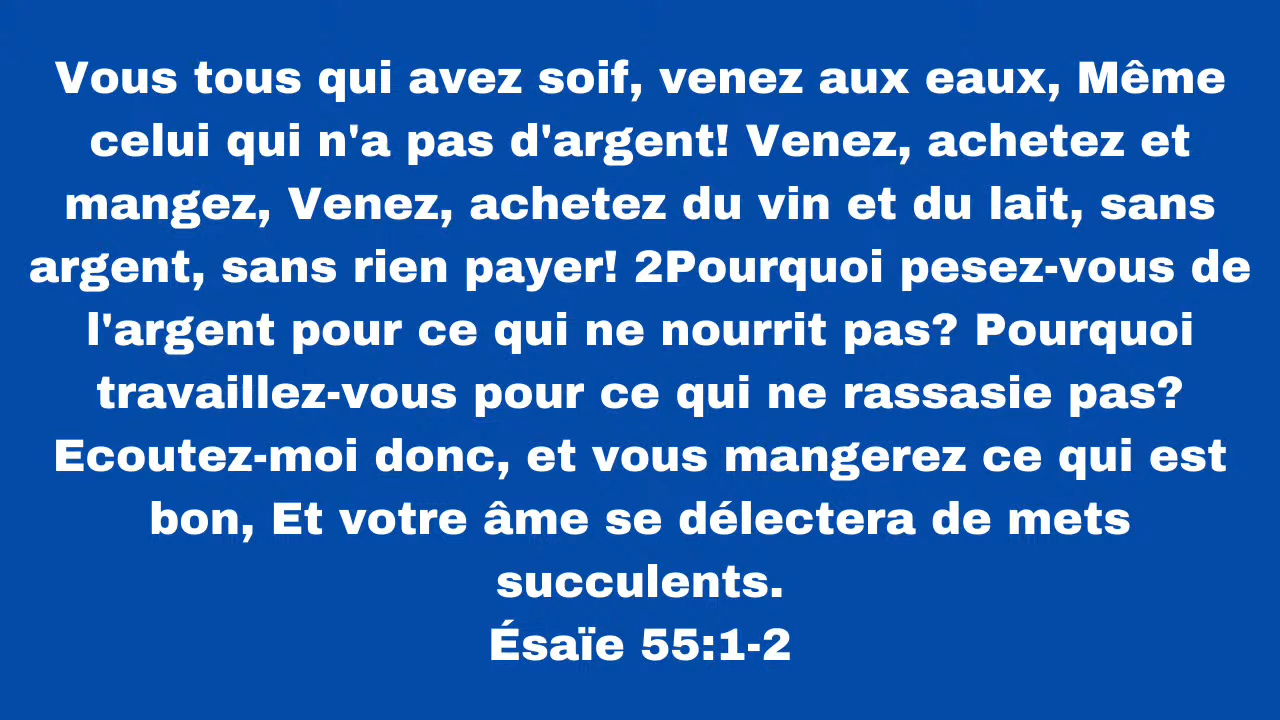 Vous tous qui avez soif, venez aux eaux, Même
celui qui n'a pas d'argent! Venez, achetez et
mangez, Venez, achetez du vin et du lait, sans
argent, sans rien payer! 2Pourquoi pesez-vous de
l'argent pour ce qui ne nourrit pas? Pourquoi
travaillez-vous pour ce qui ne rassasie pas?
Ecoutez-moi donc, et vous mangerez ce qui est
bon, Et votre âme se délectera de mets
succulents.
Ésaïe 55:1-2